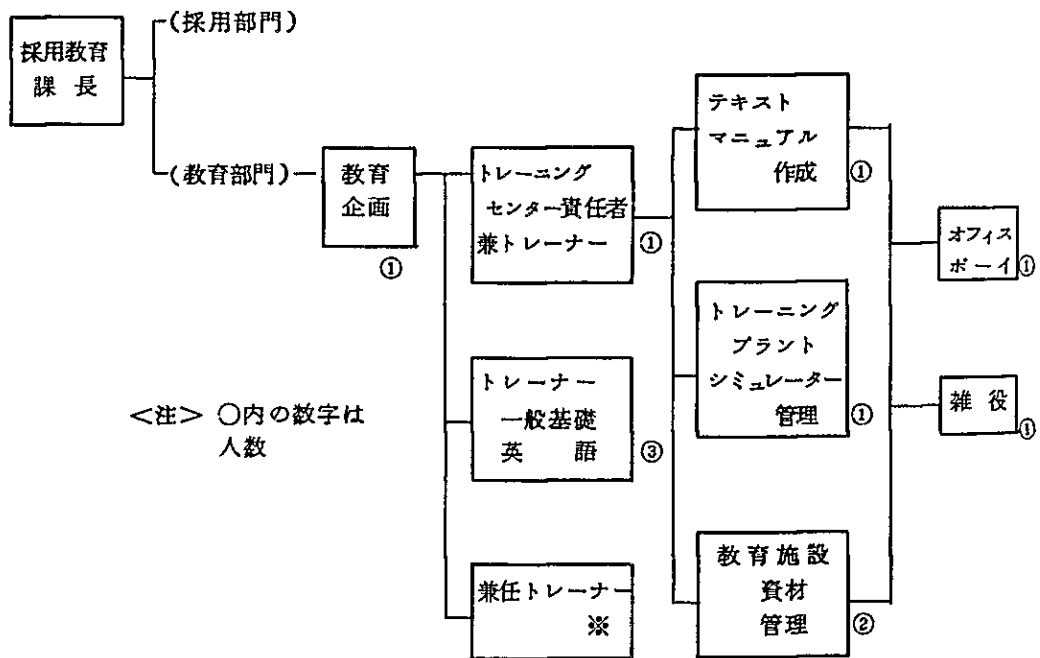 採用教育
課長
(採用部門)
(教育部門)
教育
企画
①
トレーニング
センター責任者
兼トレーナー
①
トレーナー
一般基礎
英語
③
兼任トレーナー
※
テキスト
マニュアル
作成
①
トレーニング
プラント
シミュレーター
管理
①
教育施設
資材
管理
②
オフィス
ボーイ
①
雑役
①
<注> ○内の数字は
人数